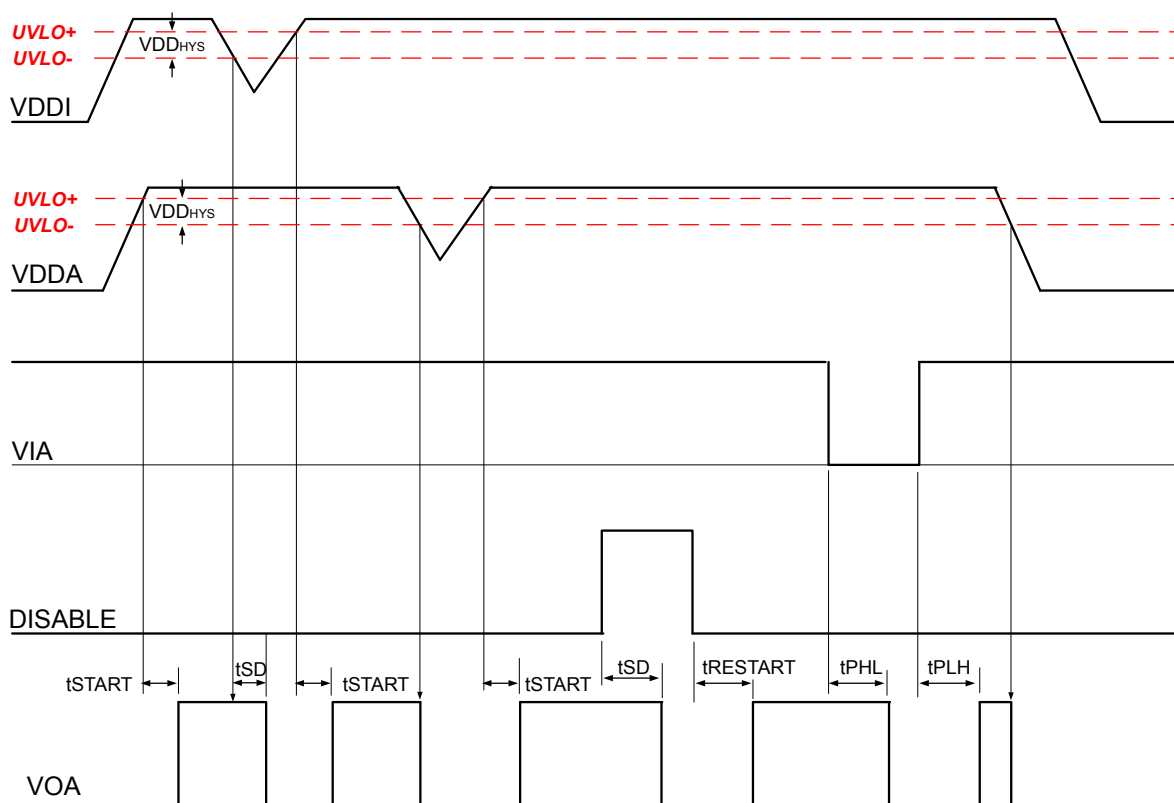 UVLO+
VDDHYS
UVLO-
VDDI
UVLO+
VDDHYS
UVLO-
VDDA
VIA
DISABLE
tSTART
tSD
tSTART
tSTART
tSD
tRESTART
tPHL
tPLH
VOA